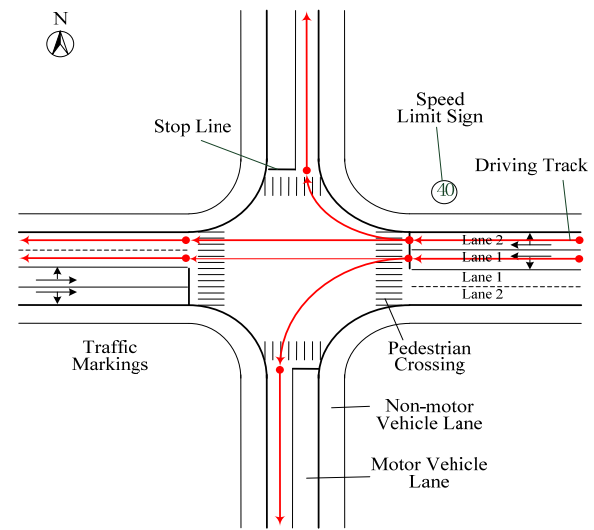 N
Speed
Limit Sign
Stop Line
40
Driving Track
Lane 2
Lane 1
Lane 1
Lane 2
Traffic
Markings
Pedestrian
Crossing
Non-motor
Vehicle Lane
Motor Vehicle
Lane